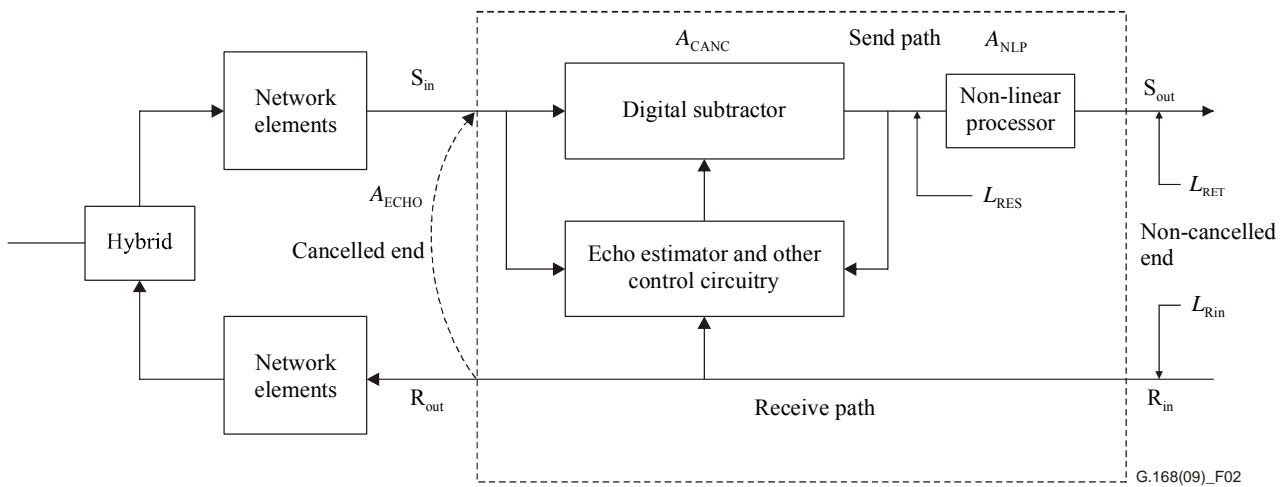 A_CANC
Send path
A_NLP
S_in
Network
elements
Digital subtractor
Non-linear
processor
S_out
A_ECHO
L_RES
L_RET
Hybrid
Cancelled end
Echo estimator and other
control circuitry
Non-cancelled
end
L_Rin
Network
elements
R_out
Receive path
R_in
G.168(09)_F02